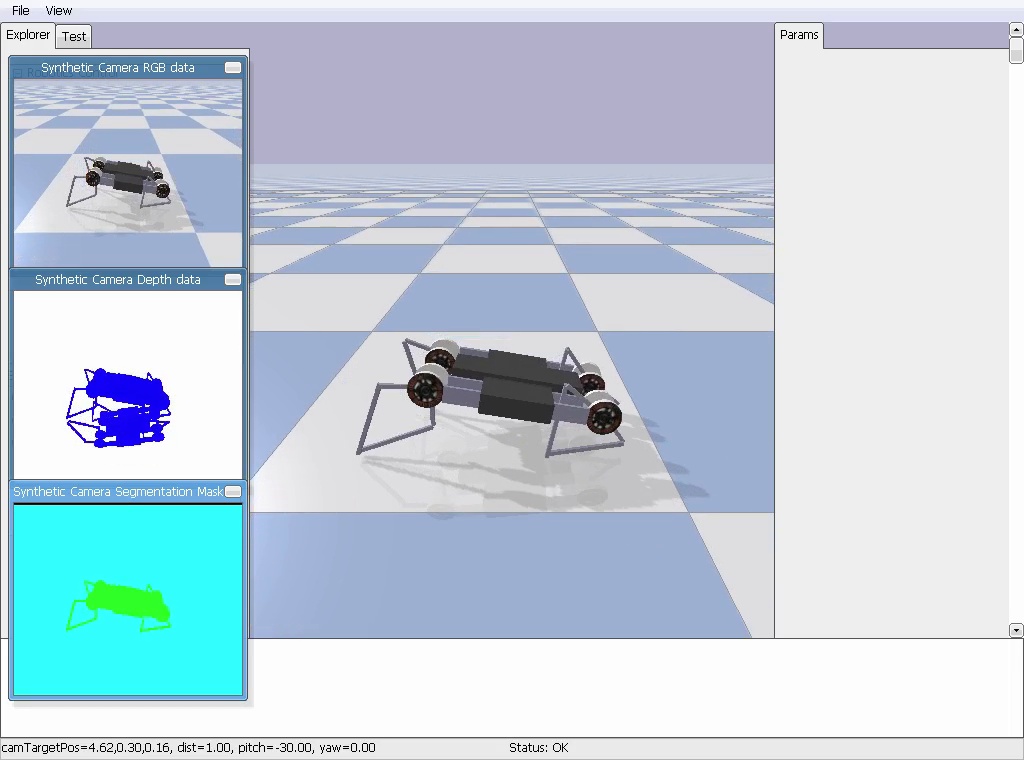 File View
Explorer Test
Params
Synthetic Camera RGB data
Synthetic Camera Depth data
Synthetic Camera Segmentation Mask
camTargetPos=4.62,0.30,0.16, dist=1.00, pitch=-30.00, yaw=0.00
Status: OK